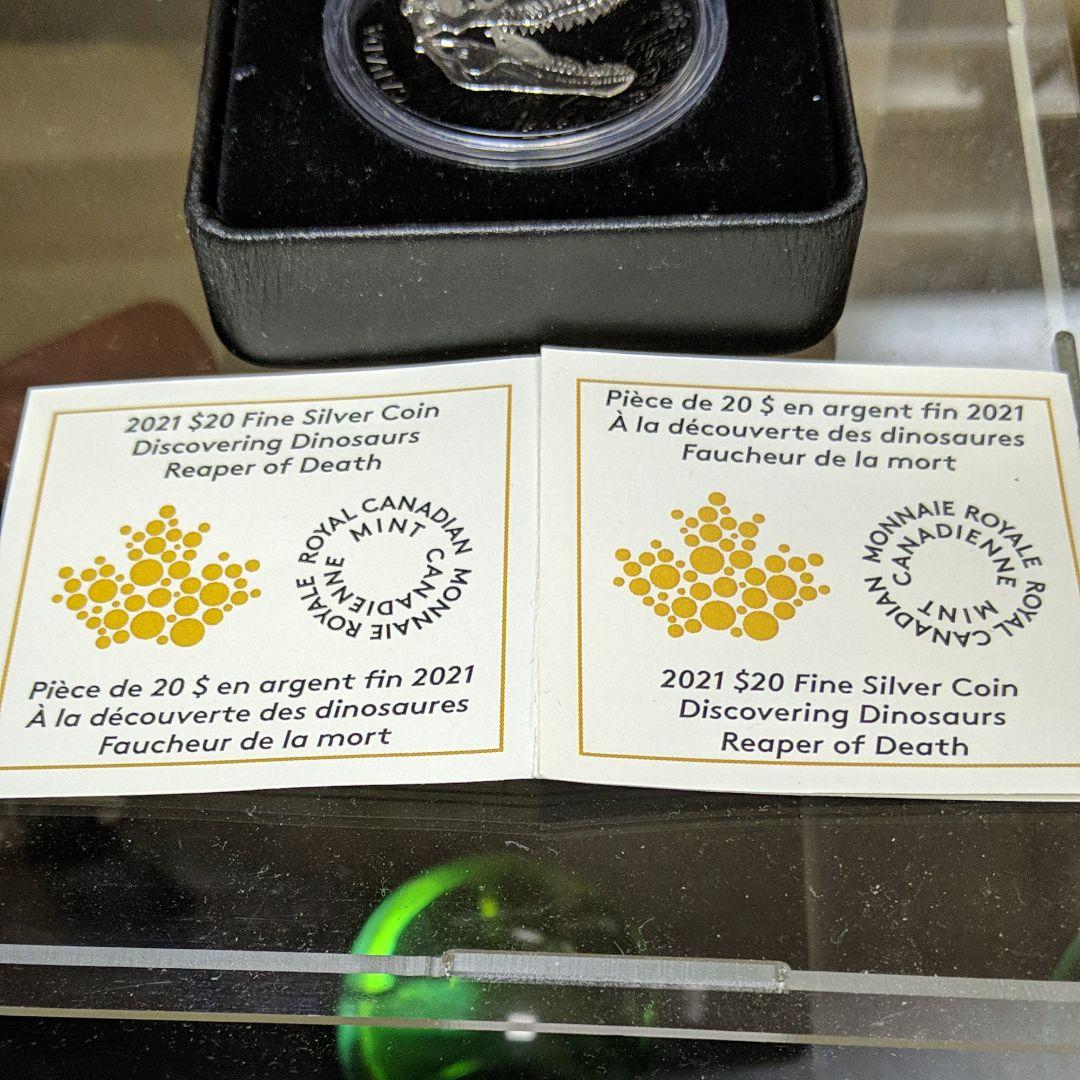 CANADA
2021 $20 Fine Silver Coin
Discovering Dinosaurs
Reaper of Death
ROYAL CANADIAN MONNAIE ROYALE
MINT CANADIENNE
Pièce de 20 $ en argent fin 2021
À la découverte des dinosaures
Faucheur de la mort
Pièce de 20 $ en argent fin 2021
À la découverte des dinosaures
Faucheur de la mort
MONNAIE ROYALE ROYAL CANADIAN
CANADIENNE MINT
2021 $20 Fine Silver Coin
Discovering Dinosaurs
Reaper of Death